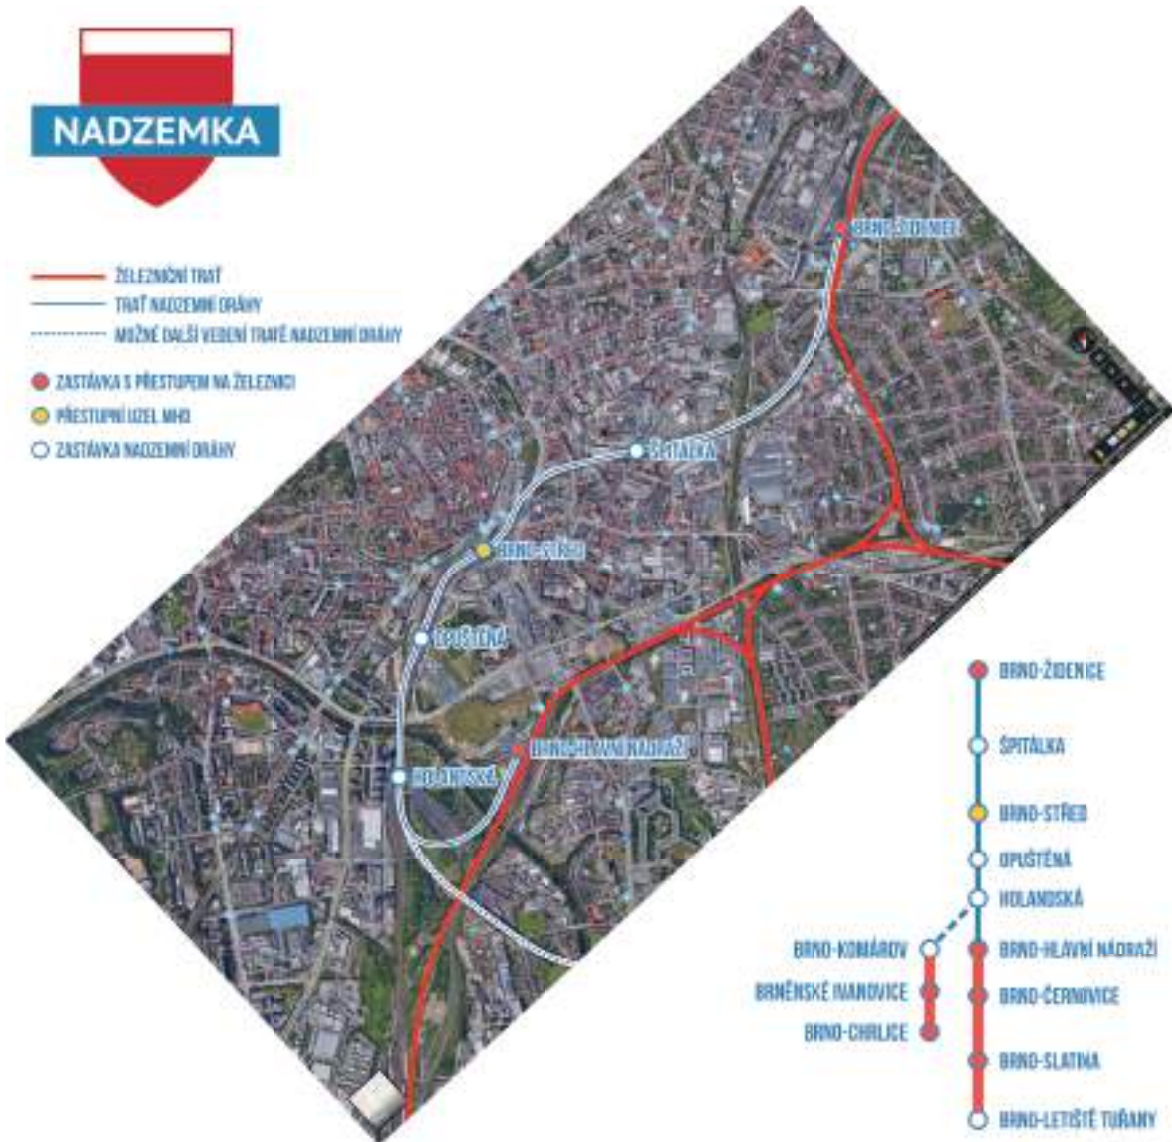 NADZEMKA
ŽELEZNIČNÍ TRAŤ
TRAŤ NADZEMNÍ DRÁHY
MOŽNÉ DALŠÍ VEDENÍ TRATĚ NADZEMNÍ DRÁHY
ZASTÁVKA S PŘESTUPEM NA ŽELEZNICI
PŘESTUPNÍ UZEL MHD
ZASTÁVKA NADZEMNÍ DRÁHY
BRNO-ŽIDENICE
ŠPITÁLKA
BRNO-STŘED
OPUŠTĚNÁ
BRNO-HLAVNÍ NÁDRAŽÍ
HOLANDSKÁ
BRNO-ŽIDENICE
ŠPITÁLKA
BRNO-STŘED
OPUŠTĚNÁ
HOLANDSKÁ
BRNO-KOMÁROV
BRNO-HLAVNÍ NÁDRAŽÍ
BRNĚNSKÉ IVANOVICE
BRNO-ČERNOVICE
BRNO-CHRLICE
BRNO-SLATINA
BRNO-LETIŠTĚ TUŘANY